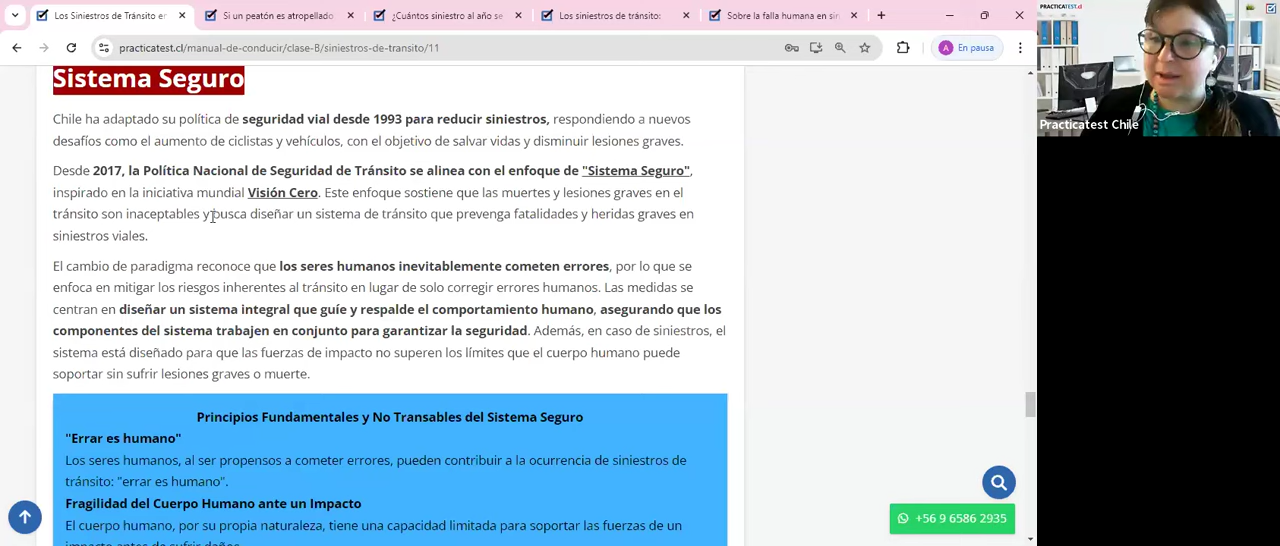 Los Siniestros de Tránsito er
Si un peatón es atropellado
¿Cuántos siniestro al año se
Los siniestros de tránsito:
Sobre la falla humana en sin
practicatest.cl/manual-de-conducir/clase-B/siniestros-de-transito/11
A En pausa
PRACTICATEST.cl
Practicatest Chile
Sistema Seguro
Chile ha adaptado su política de seguridad vial desde 1993 para reducir siniestros, respondiendo a nuevos
desafíos como el aumento de ciclistas y vehículos, con el objetivo de salvar vidas y disminuir lesiones graves.
Desde 2017, la Política Nacional de Seguridad de Tránsito se alinea con el enfoque de "Sistema Seguro",
inspirado en la iniciativa mundial Visión Cero. Este enfoque sostiene que las muertes y lesiones graves en el
tránsito son inaceptables y busca diseñar un sistema de tránsito que prevenga fatalidades y heridas graves en
siniestros viales.
El cambio de paradigma reconoce que los seres humanos inevitablemente cometen errores, por lo que se
enfoca en mitigar los riesgos inherentes al tránsito en lugar de solo corregir errores humanos. Las medidas se
centran en diseñar un sistema integral que guíe y respalde el comportamiento humano, asegurando que los
componentes del sistema trabajen en conjunto para garantizar la seguridad. Además, en caso de siniestros, el
sistema está diseñado para que las fuerzas de impacto no superen los límites que el cuerpo humano puede
soportar sin sufrir lesiones graves o muerte.
Principios Fundamentales y No Transables del Sistema Seguro
"Errar es humano"
Los seres humanos, al ser propensos a cometer errores, pueden contribuir a la ocurrencia de siniestros de
tránsito: "errar es humano".
Fragilidad del Cuerpo Humano ante un Impacto
El cuerpo humano, por su propia naturaleza, tiene una capacidad limitada para soportar las fuerzas de un
impacto antes de sufrir daños.
+56 9 6586 2935